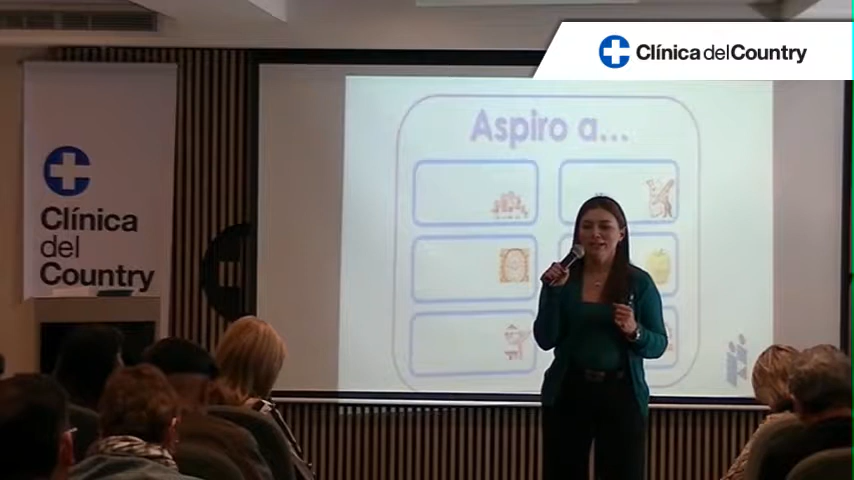 Clínica del Country
Aspiro a...
Clínica
del
Country